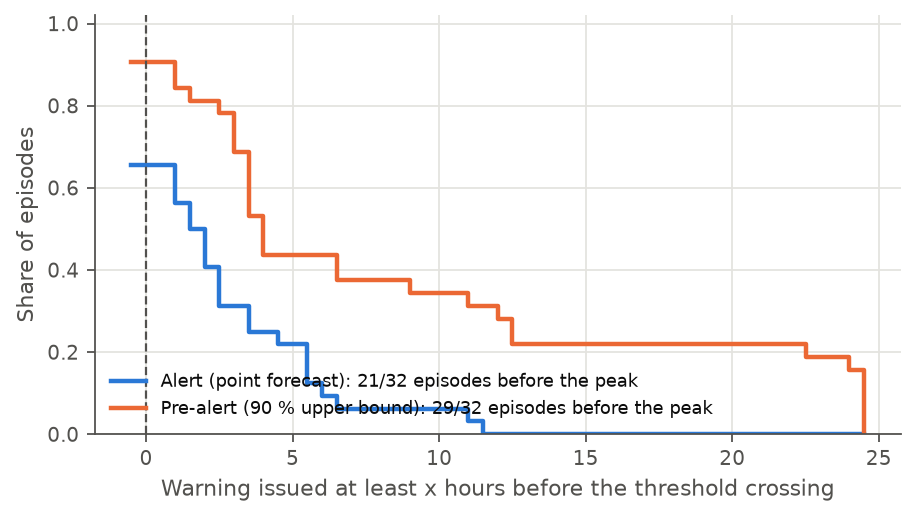 1.0
0.8
0.6
0.4
0.2
0.0
Share of episodes
Alert (point forecast): 21/32 episodes before the peak
Pre-alert (90 % upper bound): 29/32 episodes before the peak
0 5 10 15 20 25
Warning issued at least x hours before the threshold crossing